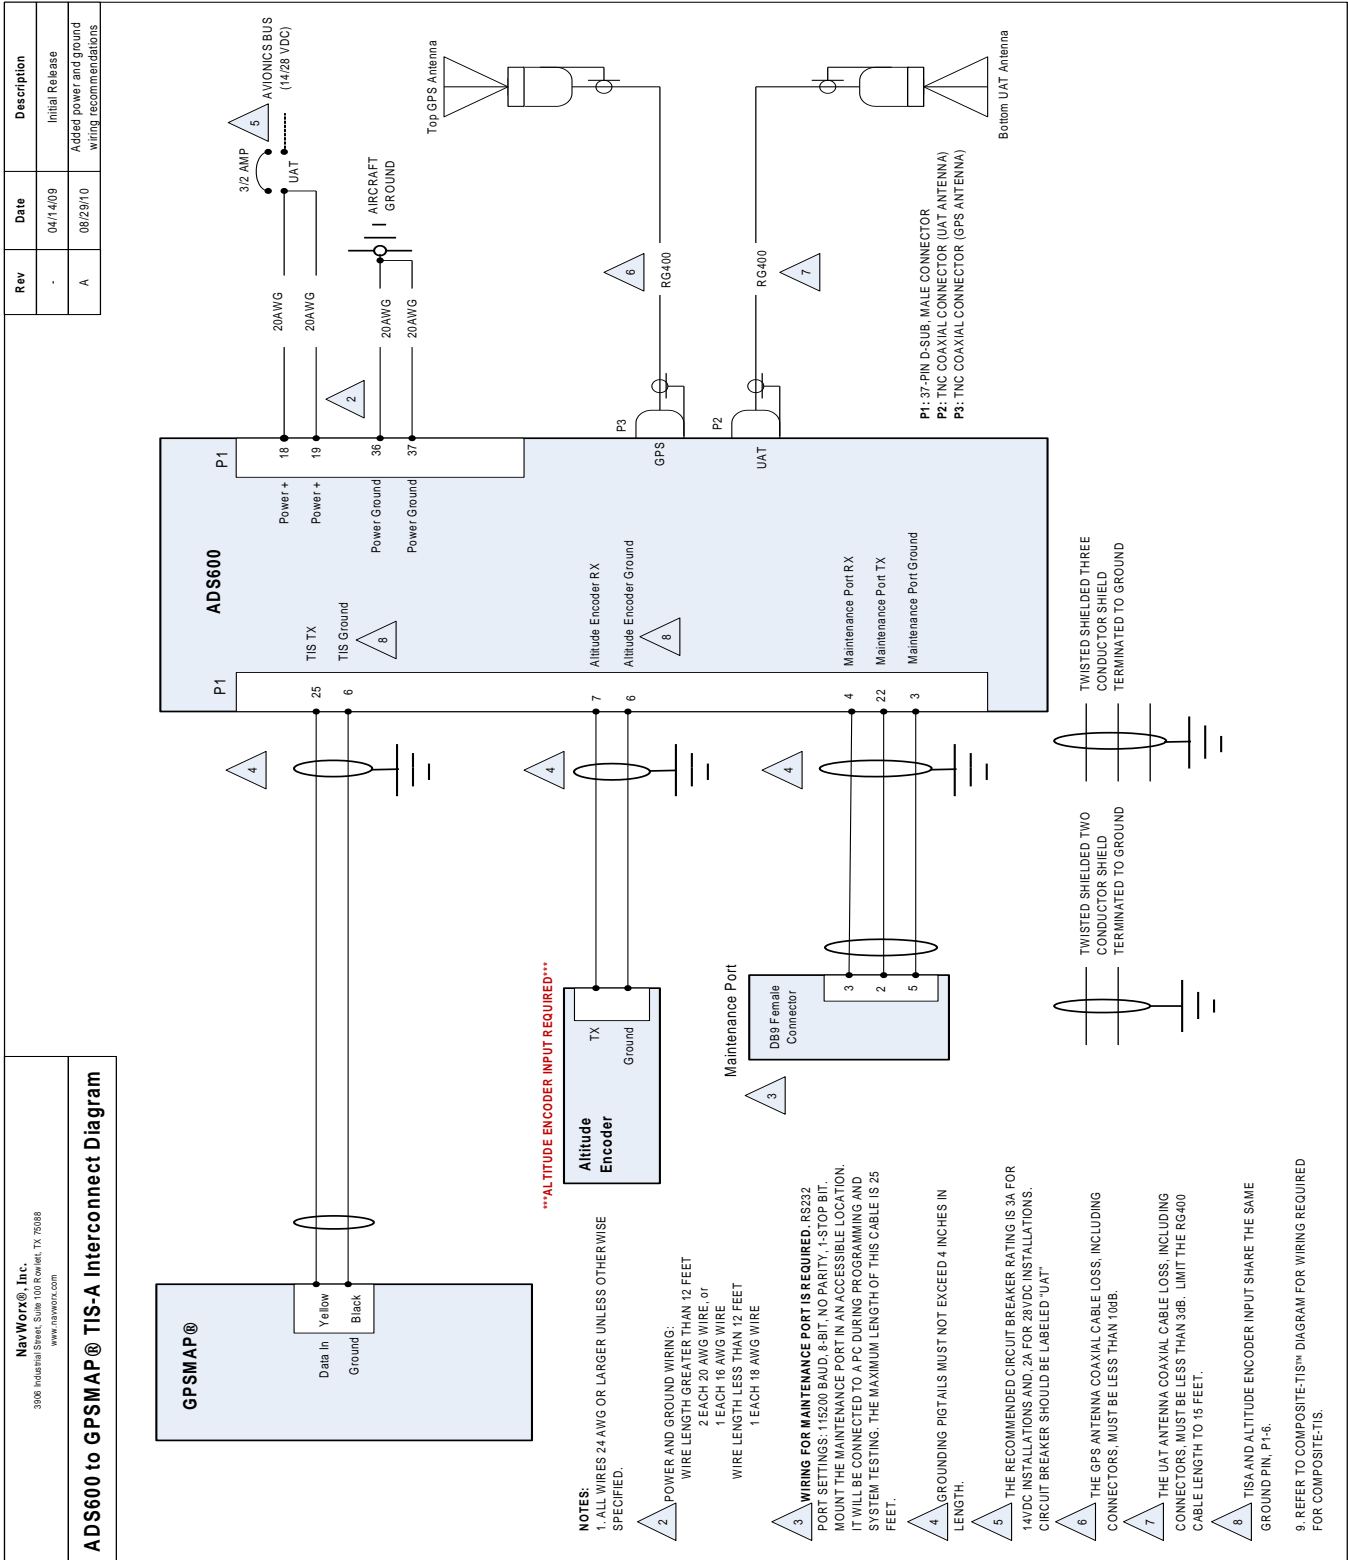 NavWorx®, Inc.
3906 Industrial Street, Suite 100 Rowlett, TX 75088
www.navworx.com
ADS600 to GPSMAP® TIS-A Interconnect Diagram
Rev Date Description
- 04/14/09 Initial Release
A 08/29/10 Added power and ground
wiring recommendations
GPSMAP®
Data In Yellow
Ground Black
4
P1
25 TIS TX
6 TIS Ground
8
ADS600
P1
Power + 18 20AWG
Power + 19 20AWG
2
Power Ground 36 20AWG
Power Ground 37 20AWG
3/2 AMP
UAT
5
AVIONICS BUS
(14/28 VDC)
AIRCRAFT
GROUND
***ALTITUDE ENCODER INPUT REQUIRED***
Altitude
Encoder
TX
Ground
4
7 Altitude Encoder RX
6 Altitude Encoder Ground
8
P3
GPS
6
RG400
Top GPS Antenna
P2
UAT
RG400
7
Bottom UAT Antenna
Maintenance Port
3
DB9 Female
Connector
3
2
5
4
4 Maintenance Port RX
22 Maintenance Port TX
3 Maintenance Port Ground
P1: 37-PIN D-SUB, MALE CONNECTOR
P2: TNC COAXIAL CONNECTOR (UAT ANTENNA)
P3: TNC COAXIAL CONNECTOR (GPS ANTENNA)
TWISTED SHIELDED TWO
CONDUCTOR SHIELD
TERMINATED TO GROUND
TWISTED SHIELDED THREE
CONDUCTOR SHIELD
TERMINATED TO GROUND
NOTES:
1. ALL WIRES 24 AWG OR LARGER UNLESS OTHERWISE
SPECIFIED.
2 POWER AND GROUND WIRING:
WIRE LENGTH GREATER THAN 12 FEET
2 EACH 20 AWG WIRE, or
1 EACH 16 AWG WIRE
WIRE LENGTH LESS THAN 12 FEET
1 EACH 18 AWG WIRE
3 WIRING FOR MAINTENANCE PORT IS REQUIRED. RS232
PORT SETTINGS: 115200 BAUD, 8-BIT, NO PARITY, 1-STOP BIT.
MOUNT THE MAINTENANCE PORT IN AN ACCESSIBLE LOCATION.
IT WILL BE CONNECTED TO A PC DURING PROGRAMMING AND
SYSTEM TESTING. THE MAXIMUM LENGTH OF THIS CABLE IS 25
FEET.
4 GROUNDING PIGTAILS MUST NOT EXCEED 4 INCHES IN
LENGTH.
5 THE RECOMMENDED CIRCUIT BREAKER RATING IS 3A FOR
14VDC INSTALLATIONS AND, 2A FOR 28VDC INSTALLATIONS.
CIRCUIT BREAKER SHOULD BE LABELED "UAT"
6 THE GPS ANTENNA COAXIAL CABLE LOSS, INCLUDING
CONNECTORS, MUST BE LESS THAN 10dB.
7 THE UAT ANTENNA COAXIAL CABLE LOSS, INCLUDING
CONNECTORS, MUST BE LESS THAN 3dB. LIMIT THE RG400
CABLE LENGTH TO 15 FEET.
8 TISA AND ALTITUDE ENCODER INPUT SHARE THE SAME
GROUND PIN, P1-6.
9. REFER TO COMPOSITE-TIS™ DIAGRAM FOR WIRING REQUIRED
FOR COMPOSITE-TIS.